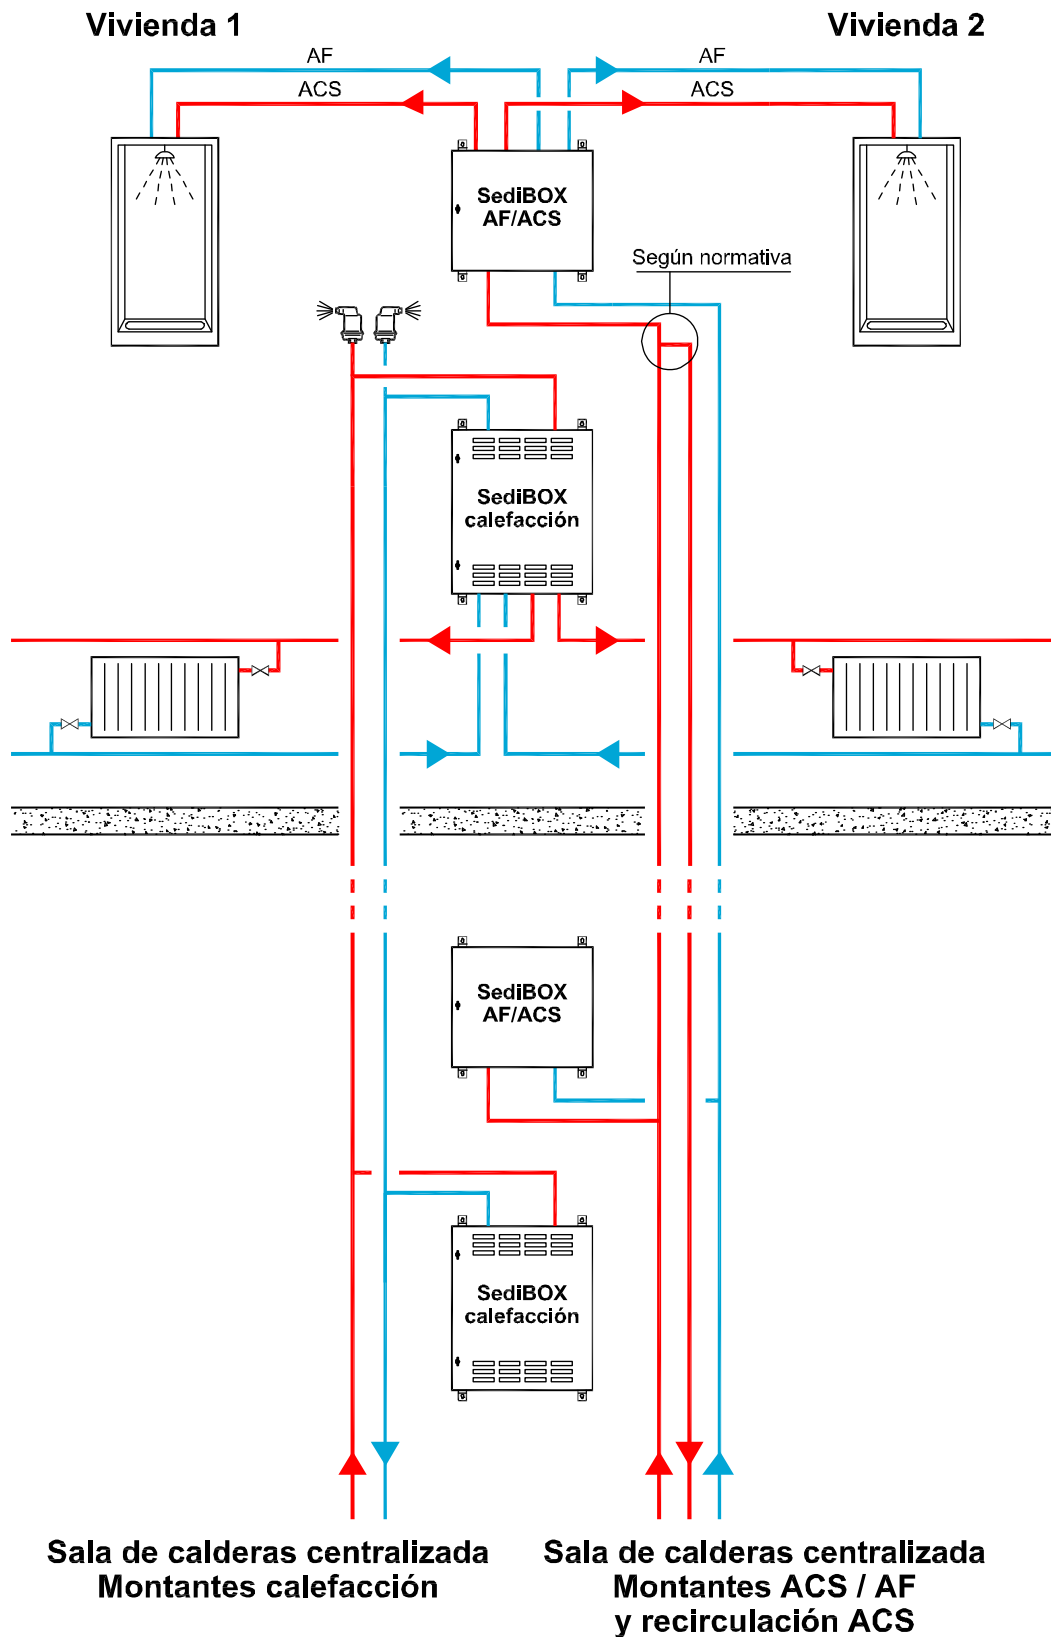 Vivienda 1
Vivienda 2
AF
AF
ACS
ACS
SediBOX
AF/ACS
Según normativa
SediBOX
calefacción
SediBOX
AF/ACS
SediBOX
calefacción
Sala de calderas centralizada
Montantes calefacción
Sala de calderas centralizada
Montantes ACS / AF
y recirculación ACS